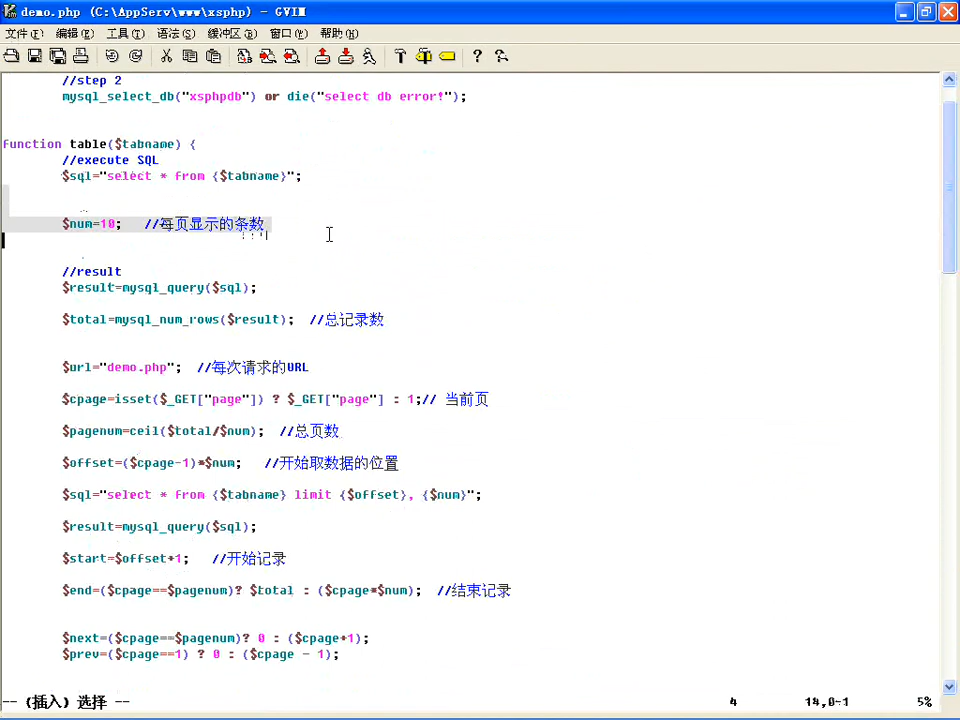 demo.php (C:\AppServ\www\xsphp) - GVIM
文件(F) 编辑(E) 工具(T) 语法(S) 缓冲区(B) 窗口(W) 帮助(H)
//step 2
mysql_select_db("xsphpdb") or die("select db error!");
function table($tabname) {
//execute SQL
$sql="select * from {$tabname}";
$num=10; //每页显示的条数
//result
$result=mysql_query($sql);
$total=mysql_num_rows($result); //总记录数
$url="demo.php"; //每次请求的URL
$cpage=isset($_GET["page"]) ? $_GET["page"] : 1;// 当前页
$pagenum=ceil($total/$num); //总页数
$offset=($cpage-1)*$num; //开始取数据的位置
$sql="select * from {$tabname} limit {$offset}, {$num}";
$result=mysql_query($sql);
$start=$offset+1; //开始记录
$end=($cpage==$pagenum)? $total : ($cpage*$num); //结束记录
$next=($cpage==$pagenum)? 0 : ($cpage+1);
$prev=($cpage==1) ? 0 : ($cpage - 1);
-- (插入) 选择 -- 4 14,0-1 5%